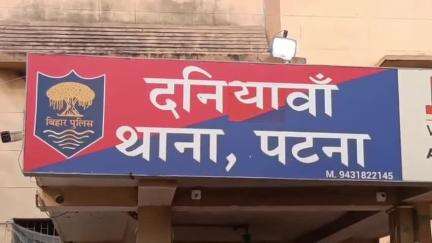 दनियावाँ
थाना, पटना
बिहार पुलिस
M. 9431822145